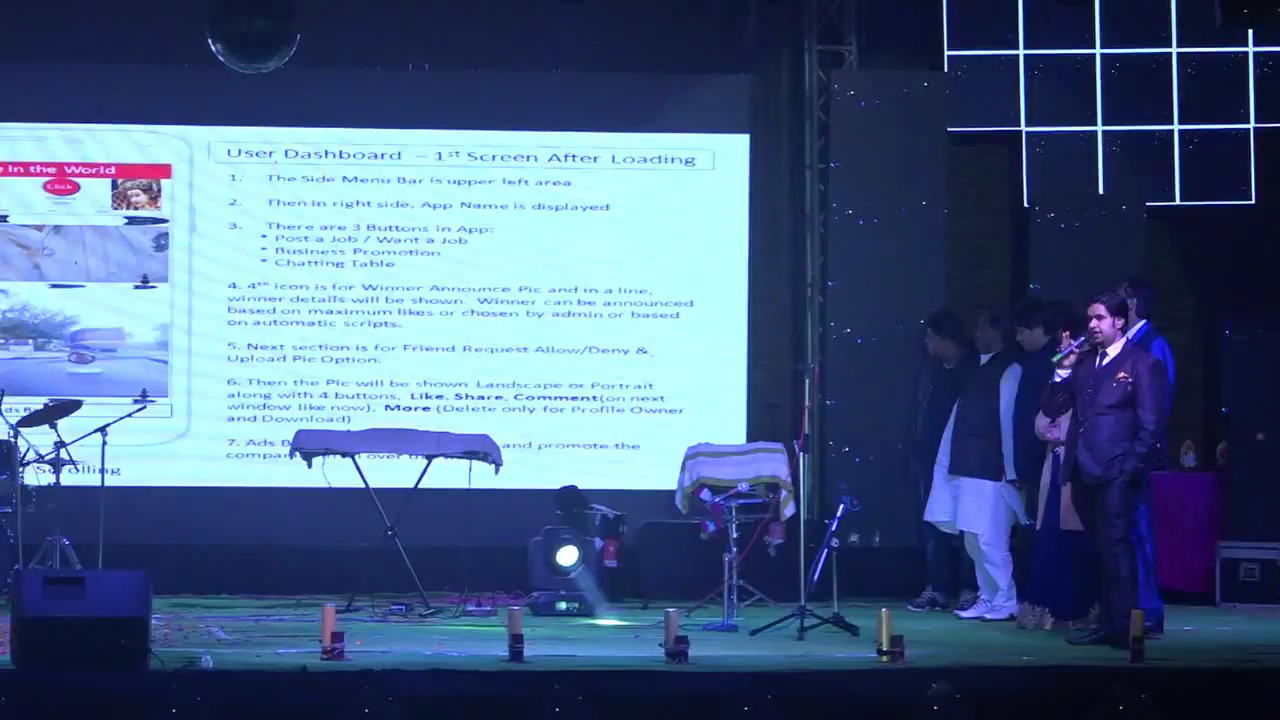 e In the World
Click
User Dashboard – 1st Screen After Loading
1. The Side Menu Bar is upper left area
2. Then in right side, App Name is displayed
3. There are 3 Buttons in App:
* Post a Job / Want a Job
* Business Promotion
* Chatting Table
4. 4th icon is for Winner Announce Pic and in a line,
winner details will be shown. Winner can be announced
based on maximum likes or chosen by admin or based
on automatic scripts.
5. Next section is for Friend Request Allow/Deny &
Upload Pic Option.
6. Then the Pic will be shown Landscape or Portrait
along with 4 buttons, Like, Share, Comment(on next
window like now), More (Delete only for Profile Owner
and Download)
7. Ads B and promote the
compan over th
ds B
Scrolling